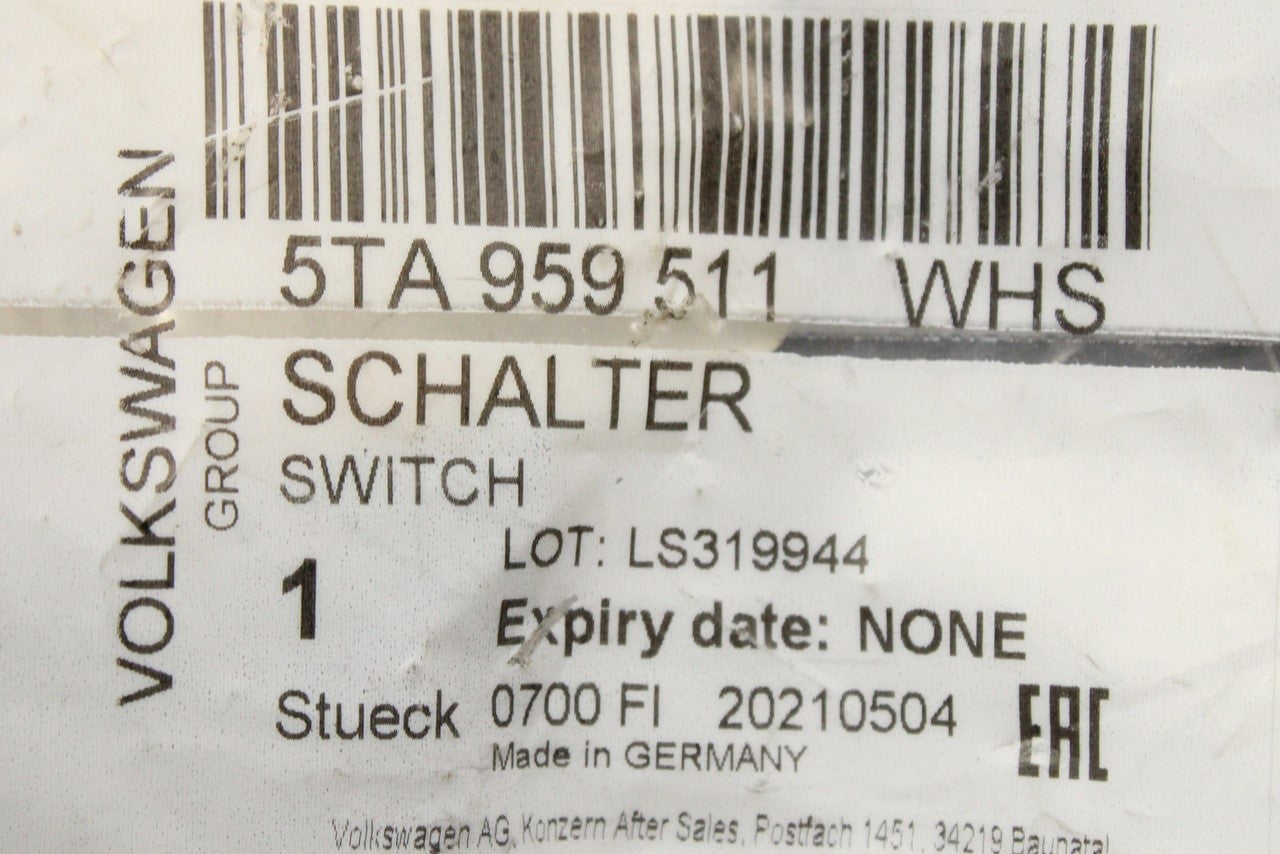 VOLKSWAGEN
GROUP
5TA 959 511 WHS
SCHALTER
SWITCH
LOT: LS319944
1
Expiry date: NONE
Stueck 0700 FI 20210504
EAC
Made in GERMANY
Volkswagen AG, Konzern After Sales, Postfach 1451, 34219 Baunatal